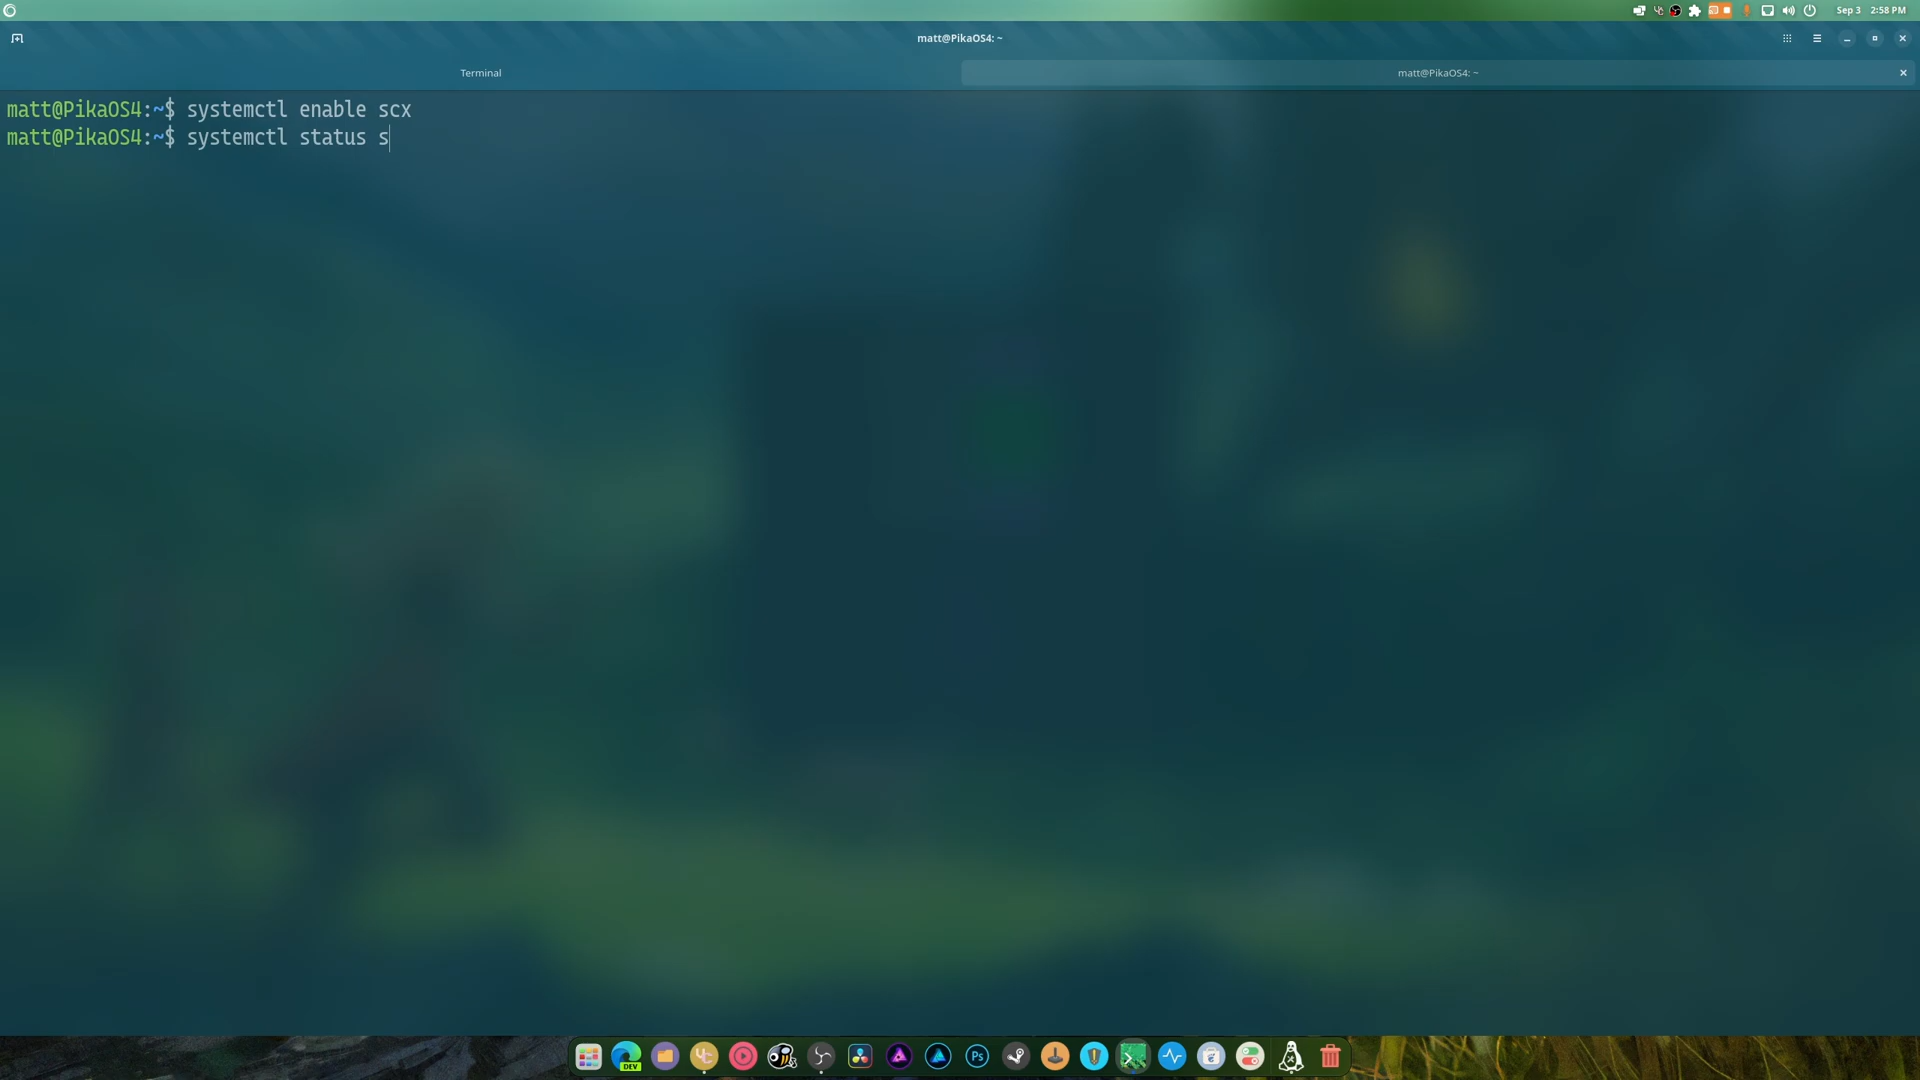 Sep 3 2:58 PM
matt@PikaOS4: ~
Terminal
matt@PikaOS4: ~
matt@PikaOS4:~$ systemctl enable scx
matt@PikaOS4:~$ systemctl status s
DEV
Ps